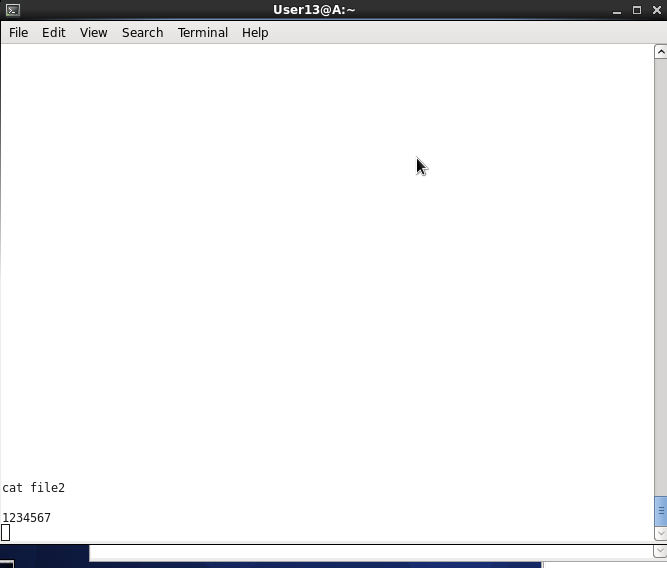 User13@A:~
File Edit View Search Terminal Help
cat file2
1234567